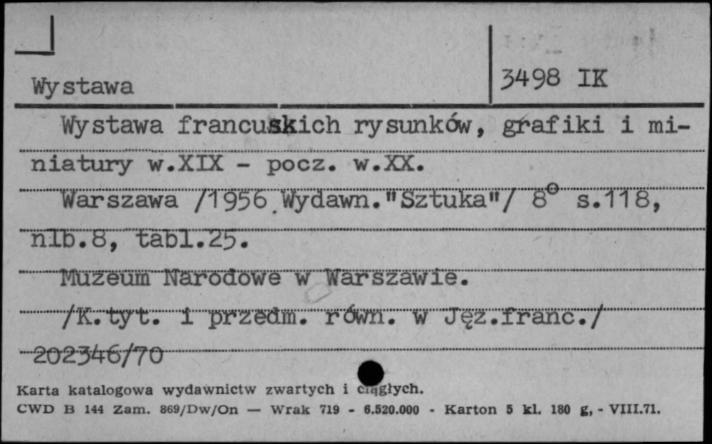 Wystawa
3498 IK
Wystawa francuskich rysunków, grafiki i mi-
niatury w.XIX - pocz. w.XX.
Warszawa /1956.Wydawn."Sztuka"/ 8° s.118,
nlb.8, tabl.25.
Muzeum Narodowe w Warszawie.
/K.tyt. i przedm. równ. w Jęz.franc./
202346/70
Karta katalogowa wydawnictw zwartych i ciągłych.
CWD B 144 Zam. 869/Dw/On — Wrak 719 - 6.520.000 - Karton 5 kl. 180 g, - VIII.71.